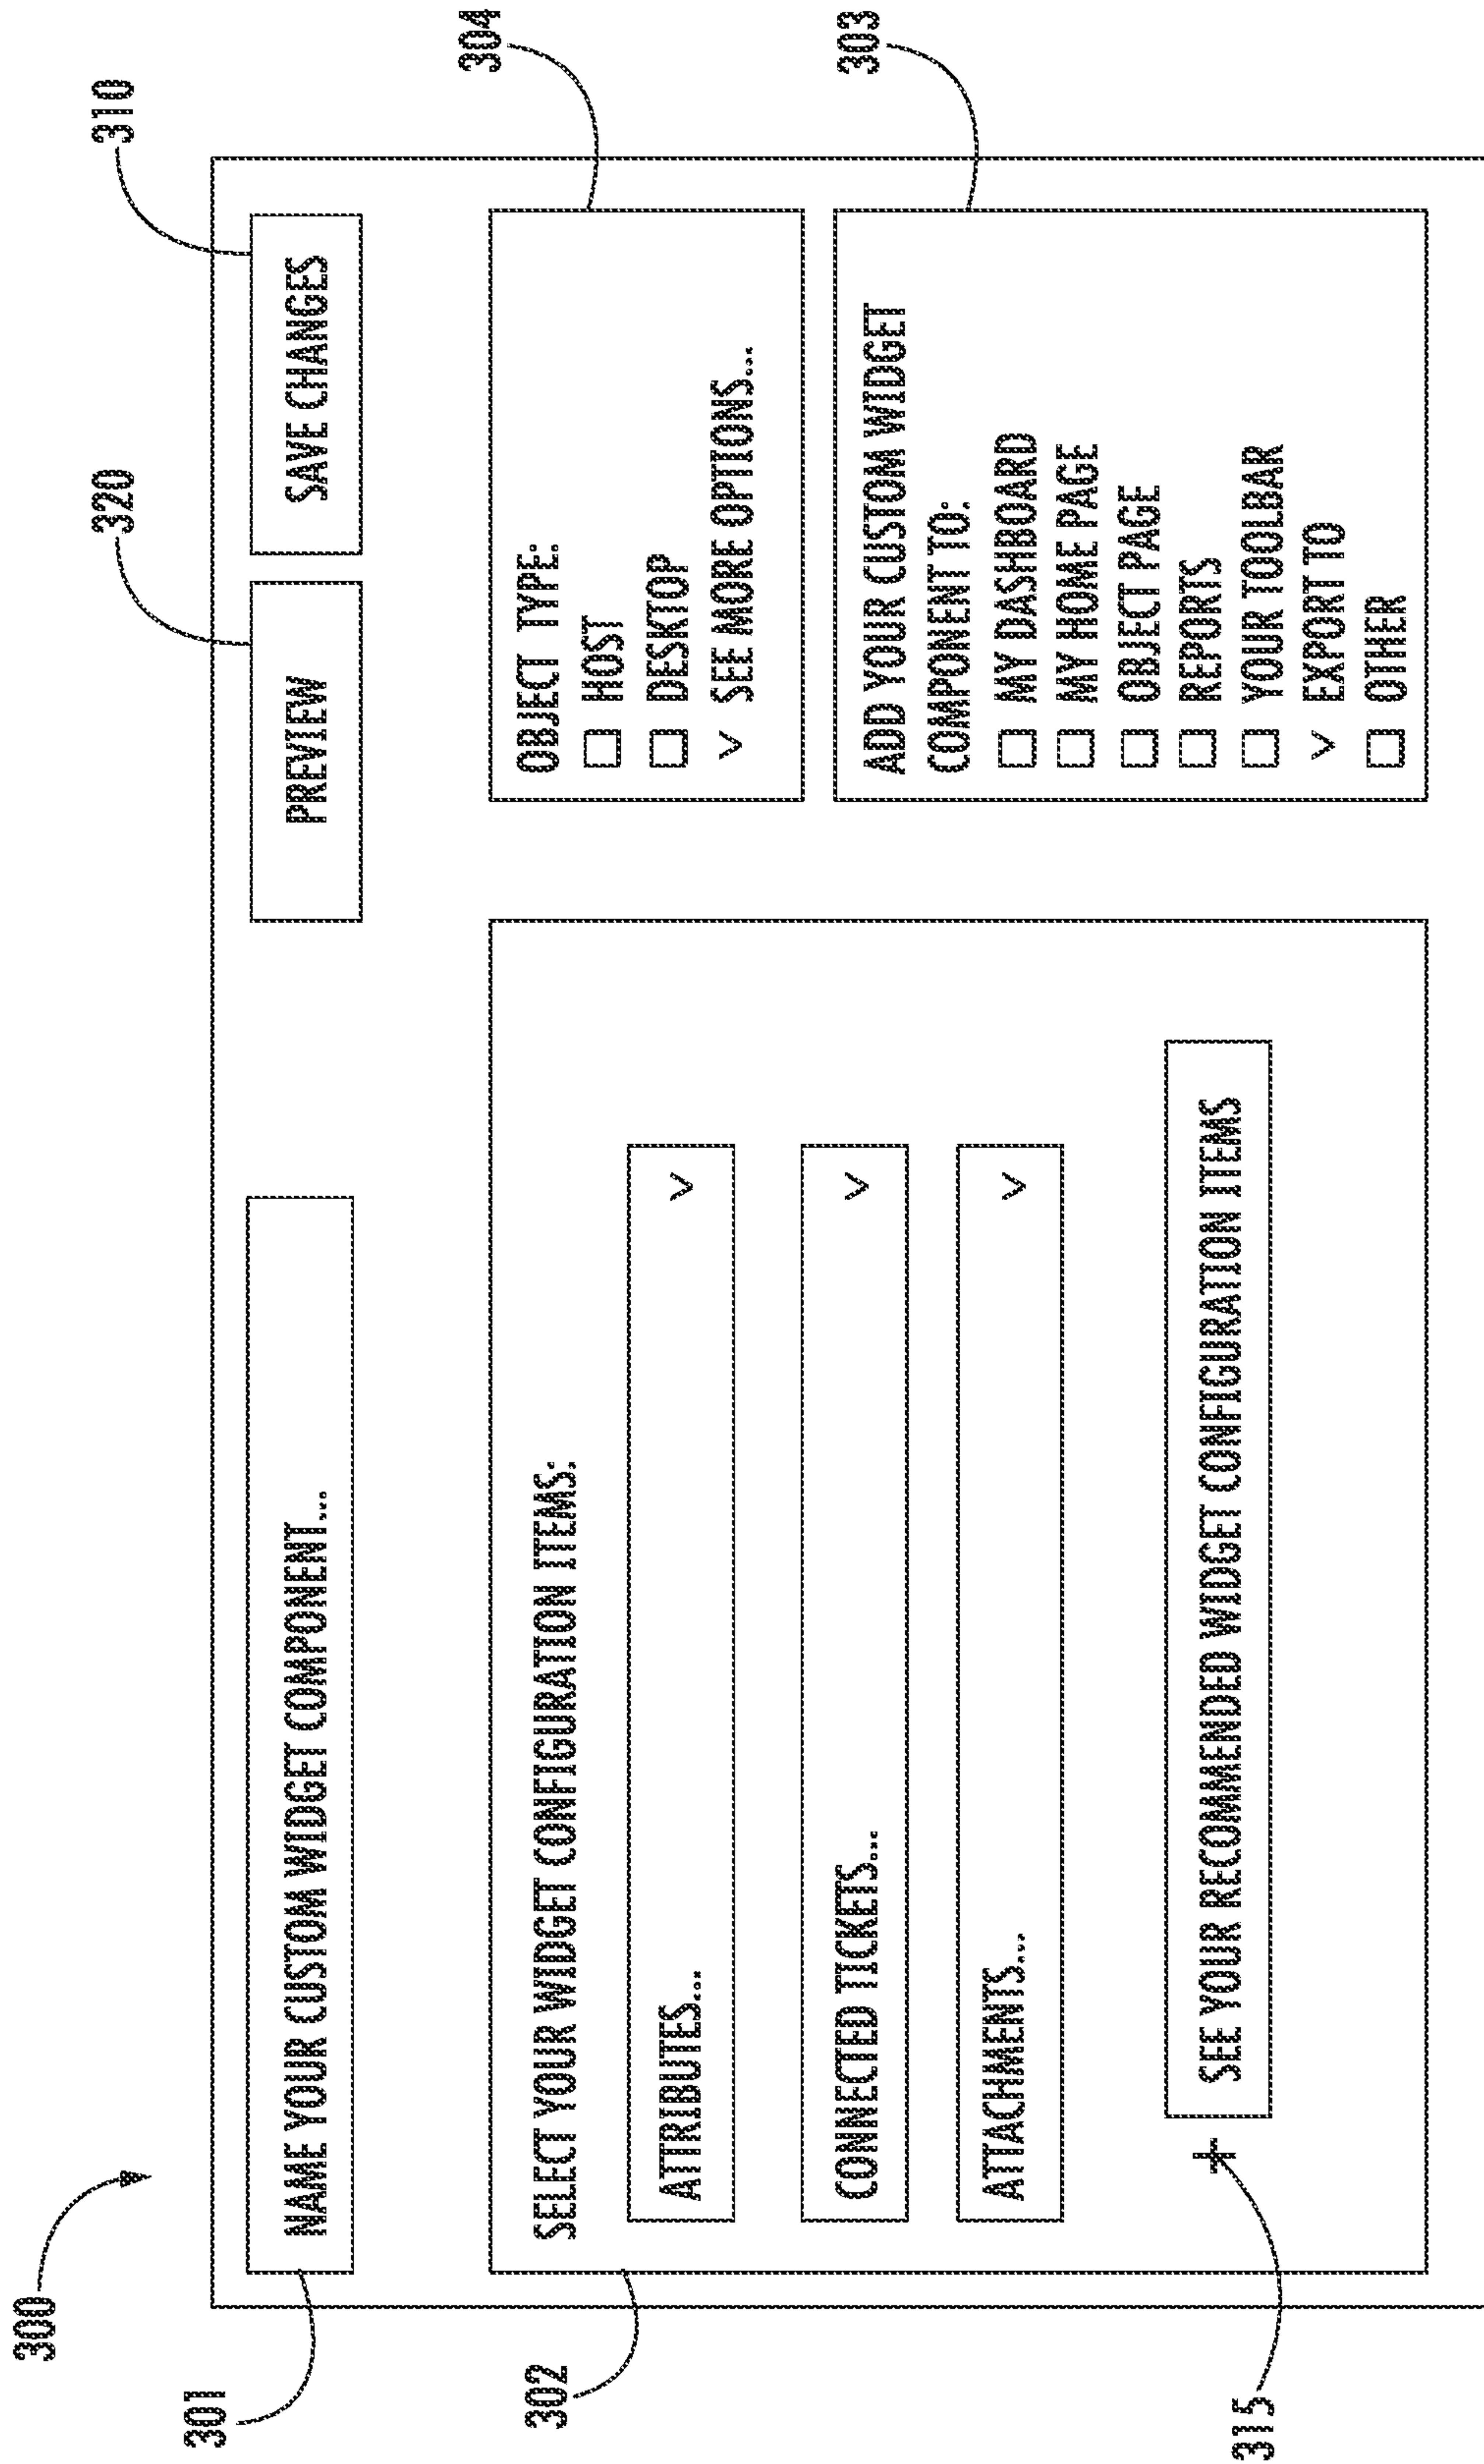 300
310
320
301
NAME YOUR CUSTOM WIDGET COMPONENT...
PREVIEW
SAVE CHANGES
302
SELECT YOUR WIDGET CONFIGURATION ITEMS:
ATTRIBUTES... V
CONNECTED TICKETS... V
ATTACHMENTS... V
315
+ SEE YOUR RECOMMENDED WIDGET CONFIGURATION ITEMS
304
OBJECT TYPE:
HOST
DESKTOP
V SEE MORE OPTIONS...
303
ADD YOUR CUSTOM WIDGET
COMPONENT TO:
MY DASHBOARD
MY HOME PAGE
OBJECT PAGE
REPORTS
YOUR TOOLBAR
V EXPORT TO
OTHER